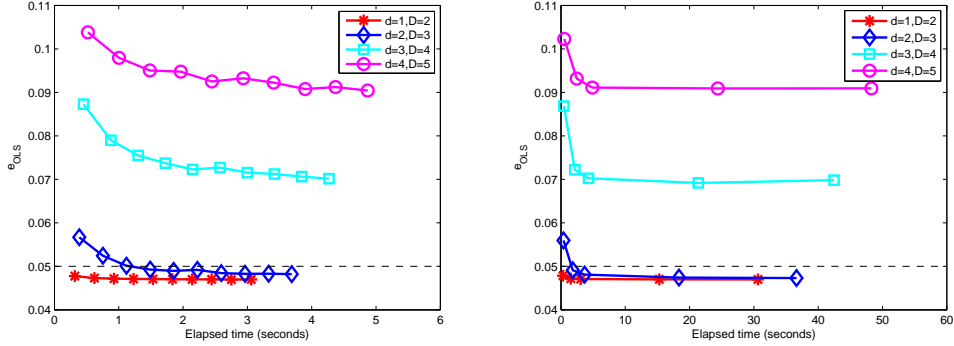 0.11
0.1
0.09
0.08
0.07
0.06
0.05
0.04
e_OLS
0 1 2 3 4 5 6
Elapsed time (seconds)
d=1,D=2
d=2,D=3
d=3,D=4
d=4,D=5
0.11
0.1
0.09
0.08
0.07
0.06
0.05
0.04
e_OLS
0 10 20 30 40 50 60
Elapsed time (seconds)
d=1,D=2
d=2,D=3
d=3,D=4
d=4,D=5